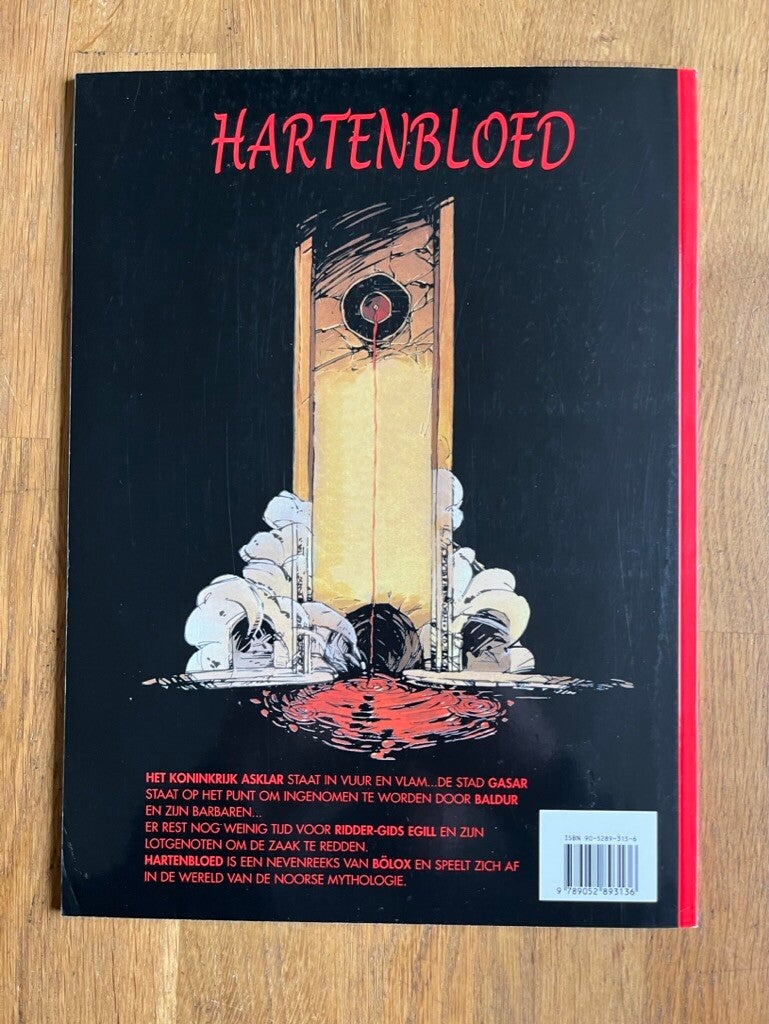 HARTENBLOED
HET KONINKRIJK ASKLAR STAAT IN VUUR EN VLAM...DE STAD GASAR
STAAT OP HET PUNT OM INGENOMEN TE WORDEN DOOR BALDUR
EN ZIJN BARBAREN...
ER REST NOG WEINIG TIJD VOOR RIDDER-GIDS EGILL EN ZIJN
LOTGENOTEN OM DE ZAAK TE REDDEN.
HARTENBLOED IS EEN NEVENREEKS VAN BÖLOX EN SPEELT ZICH AF
IN DE WERELD VAN DE NOORSE MYTHOLOGIE.
ISBN 90-5289-313-6
9 789052 893136